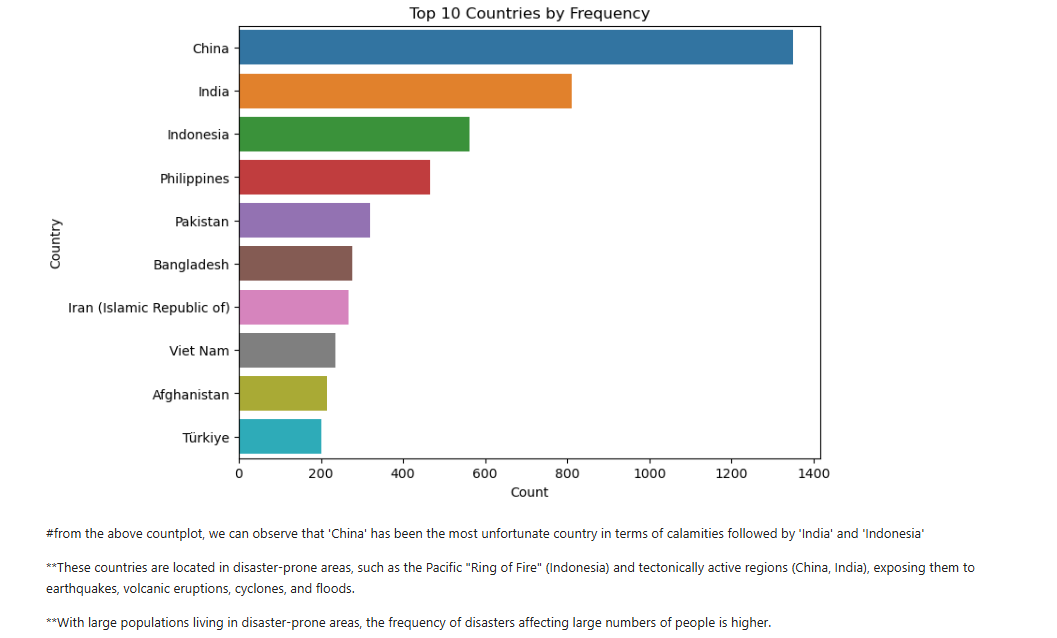 Top 10 Countries by Frequency
Country
China
India
Indonesia
Philippines
Pakistan
Bangladesh
Iran (Islamic Republic of)
Viet Nam
Afghanistan
Türkiye
0 200 400 600 800 1000 1200 1400
Count
#from the above countplot, we can observe that 'China' has been the most unfortunate country in terms of calamities followed by 'India' and 'Indonesia'
**These countries are located in disaster-prone areas, such as the Pacific "Ring of Fire" (Indonesia) and tectonically active regions (China, India), exposing them to
earthquakes, volcanic eruptions, cyclones, and floods.
**With large populations living in disaster-prone areas, the frequency of disasters affecting large numbers of people is higher.